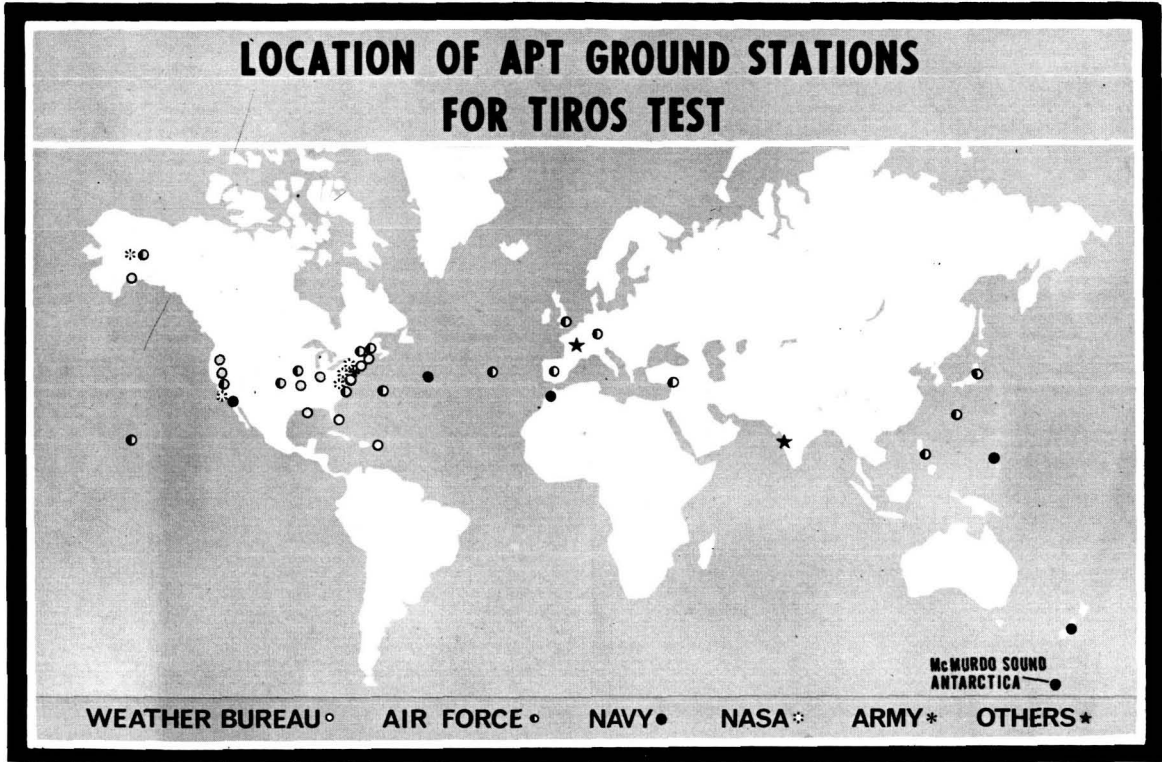 LOCATION OF APT GROUND STATIONS
FOR TIROS TEST
McMURDO SOUND
ANTARCTICA
WEATHER BUREAU AIR FORCE NAVY NASA ARMY OTHERS